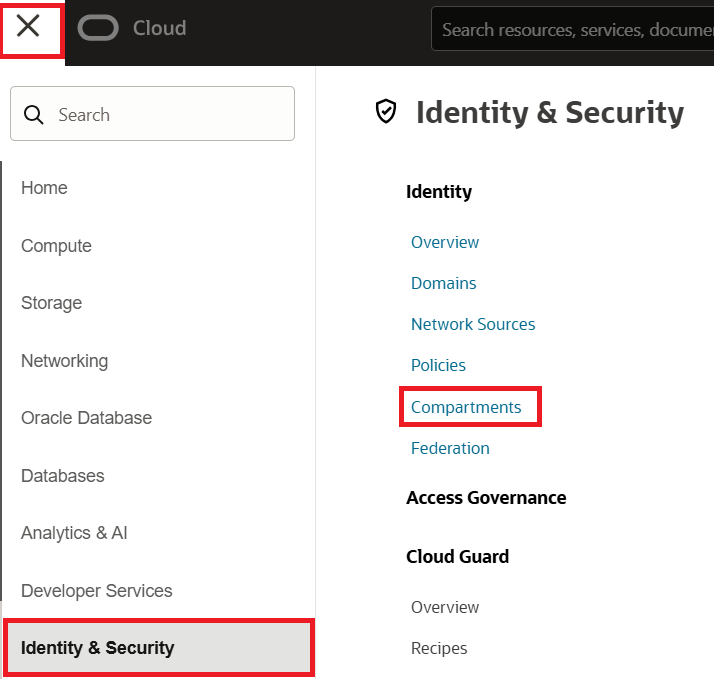 Cloud
Search resources, services, docume
Search
Home
Compute
Storage
Networking
Oracle Database
Databases
Analytics & AI
Developer Services
Identity & Security
Identity & Security
Identity
Overview
Domains
Network Sources
Policies
Compartments
Federation
Access Governance
Cloud Guard
Overview
Recipes